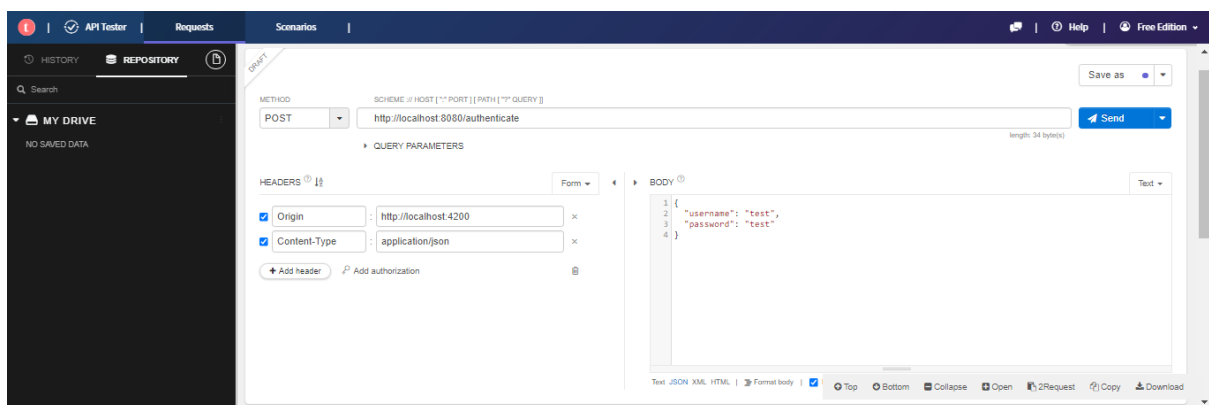 t | API Tester | Requests Scenarios | | Help | Free Edition
HISTORY REPOSITORY
Search
MY DRIVE
NO SAVED DATA
DRAFT
Save as
METHOD SCHEME :// HOST [ ":" PORT ] [ PATH [ "?" QUERY ]]
POST http://localhost:8080/authenticate Send
length: 34 byte(s)
QUERY PARAMETERS
HEADERS Form BODY Text
Origin : http://localhost:4200 ×
Content-Type : application/json ×
+ Add header Add authorization
1 {
2 "username": "test",
3 "password": "test"
4 }
Text JSON XML HTML | Format body | Top Bottom Collapse Open 2Request Copy Download